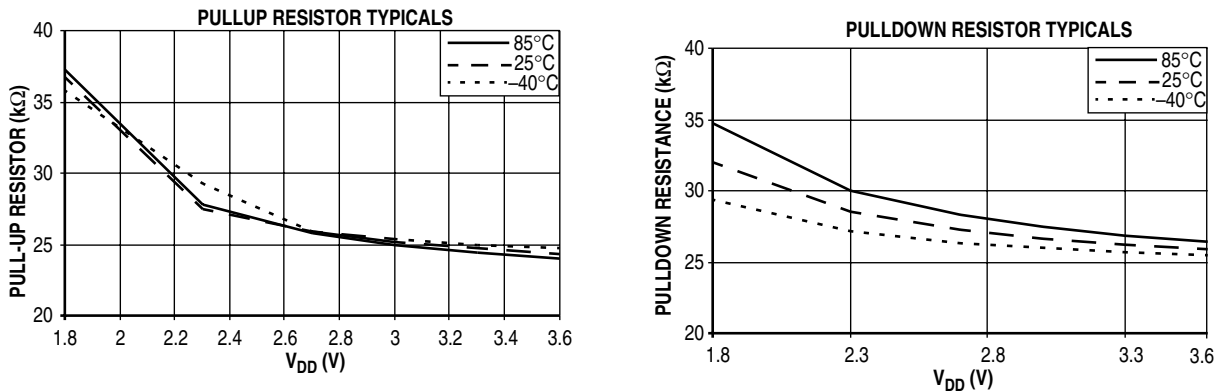 PULLUP RESISTOR TYPICALS
PULL-UP RESISTOR (kΩ)
40
35
30
25
20
85°C
25°C
–40°C
1.8 2 2.2 2.4 2.6 2.8 3 3.2 3.4 3.6
VDD (V)
PULLDOWN RESISTOR TYPICALS
PULLDOWN RESISTANCE (kΩ)
40
35
30
25
20
85°C
25°C
–40°C
1.8 2.3 2.8 3.3 3.6
VDD (V)